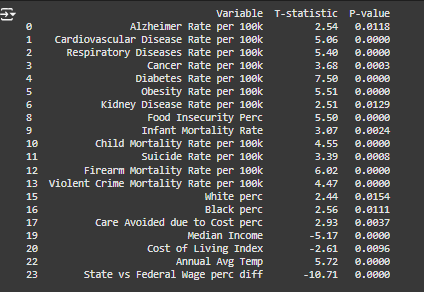 Variable T-statistic P-value
0 Alzheimer Rate per 100k 2.54 0.0118
1 Cardiovascular Disease Rate per 100k 5.06 0.0000
2 Respiratory Diseases Rate per 100k 5.40 0.0000
3 Cancer Rate per 100k 3.68 0.0003
4 Diabetes Rate per 100k 7.50 0.0000
5 Obesity Rate per 100k 5.51 0.0000
6 Kidney Disease Rate per 100k 2.51 0.0129
8 Food Insecurity Perc 5.50 0.0000
9 Infant Mortality Rate 3.07 0.0024
10 Child Mortality Rate per 100k 4.55 0.0000
11 Suicide Rate per 100k 3.39 0.0008
12 Firearm Mortality Rate per 100k 6.02 0.0000
13 Violent Crime Mortality Rate per 100k 4.47 0.0000
15 White perc 2.44 0.0154
16 Black perc 2.56 0.0111
17 Care Avoided due to Cost perc 2.93 0.0037
19 Median Income -5.17 0.0000
20 Cost of Living Index -2.61 0.0096
22 Annual Avg Temp 5.72 0.0000
23 State vs Federal Wage perc diff -10.71 0.0000